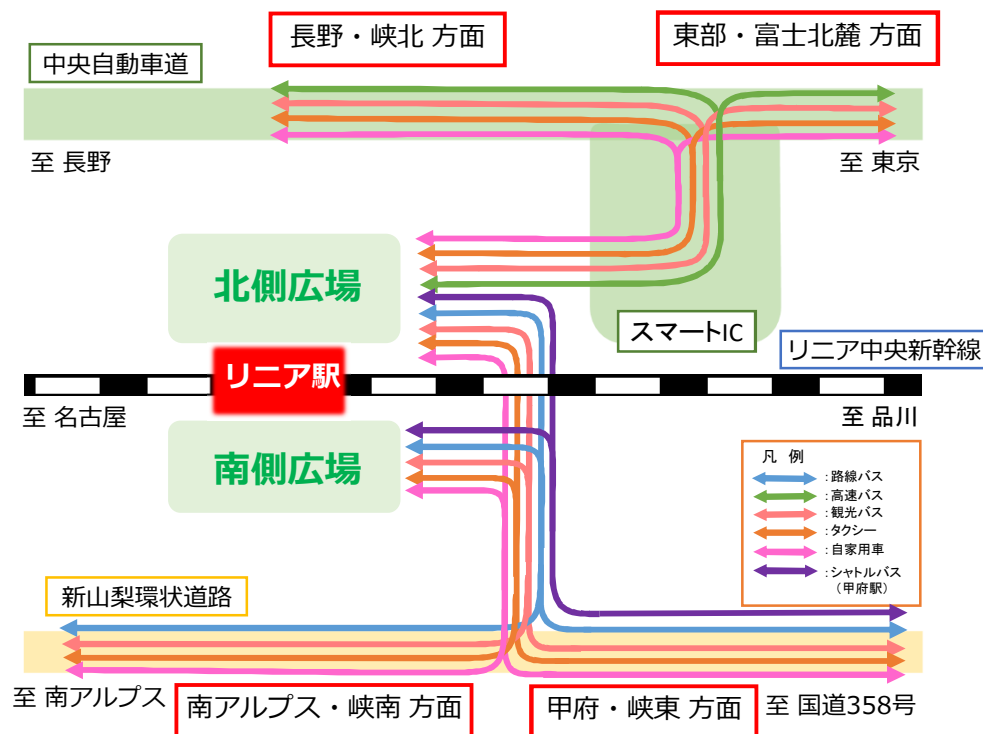 長野・峡北 方面
東部・富士北麓 方面
中央自動車道
至 長野
至 東京
北側広場
スマートIC
リニア中央新幹線
リニア駅
至 名古屋
至 品川
南側広場
凡 例
:路線バス
:高速バス
:観光バス
:タクシー
:自家用車
:シャトルバス
(甲府駅)
新山梨環状道路
至 南アルプス
南アルプス・峡南 方面
甲府・峡東 方面
至 国道358号